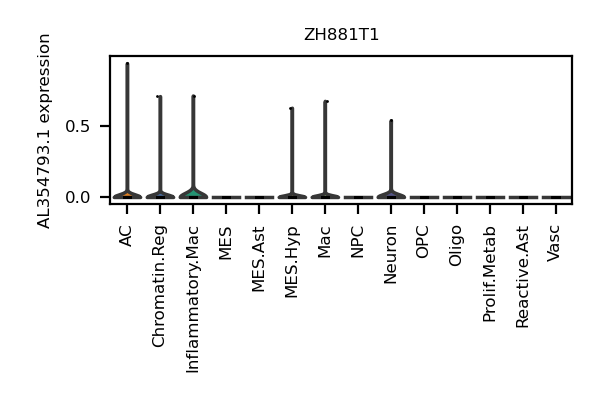 ZH881T1
AL354793.1 expression
0.5
0.0
AC
Chromatin.Reg
Inflammatory.Mac
MES
MES.Ast
MES.Hyp
Mac
NPC
Neuron
OPC
Oligo
Prolif.Metab
Reactive.Ast
Vasc